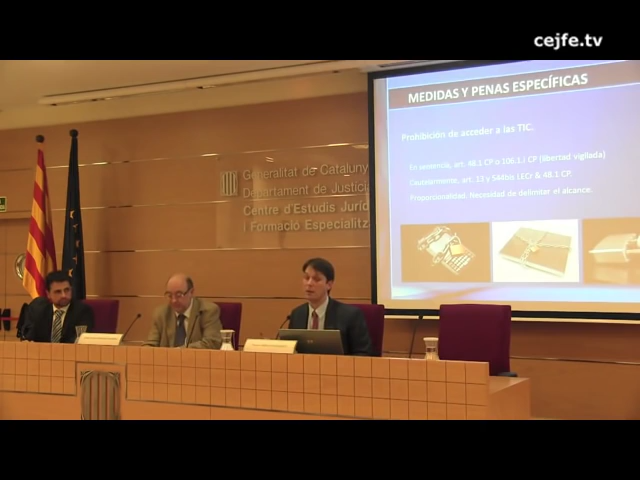 cejfe.tv
MEDIDAS Y PENAS ESPECÍFICAS
Prohibición de acceder a las TIC.
En sentencia, art. 48.1 CP o 106.1 j CP (libertad vigilada)
Cautelarmente, art. 13 y 544bis LECr & 48.1 CP.
Proporcionalidad: Necesidad de delimitar el alcance.
Generalitat de Cataluny
Departament de Justícia
Centre d'Estudis Juríd
i Formació Especialitz